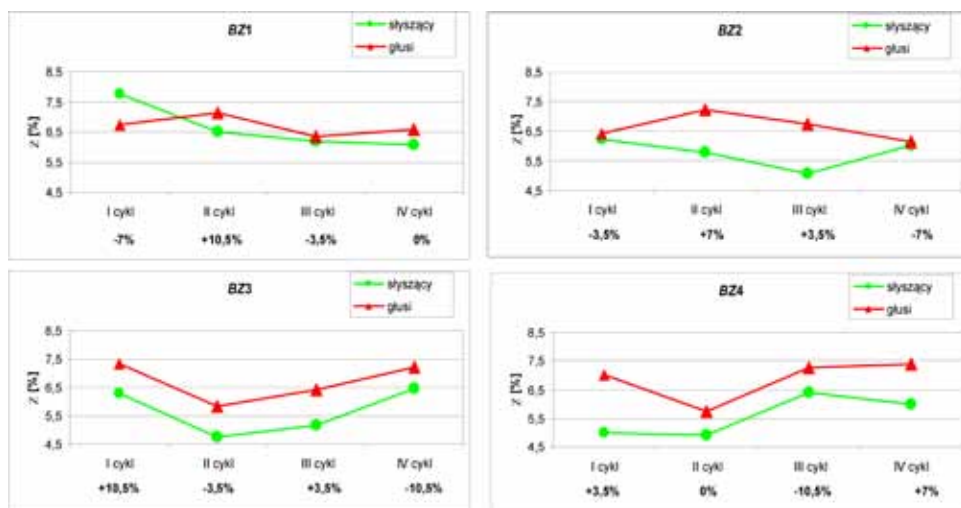 BZ1
słyszący
głusi
Z [%]
8,5
7,5
6,5
5,5
4,5
I cykl II cykl III cykl IV cykl
-7% +10,5% -3,5% 0%
BZ2
słyszący
głusi
Z [%]
8,5
7,5
6,5
5,5
4,5
I cykl II cykl III cykl IV cykl
-3,5% +7% +3,5% -7%
BZ3
słyszący
głusi
Z [%]
8,5
7,5
6,5
5,5
4,5
I cykl II cykl III cykl IV cykl
+10,5% -3,5% +3,5% -10,5%
BZ4
słyszący
głusi
Z [%]
8,5
7,5
6,5
5,5
4,5
I cykl II cykl III cykl IV cykl
+3,5% 0% -10,5% +7%